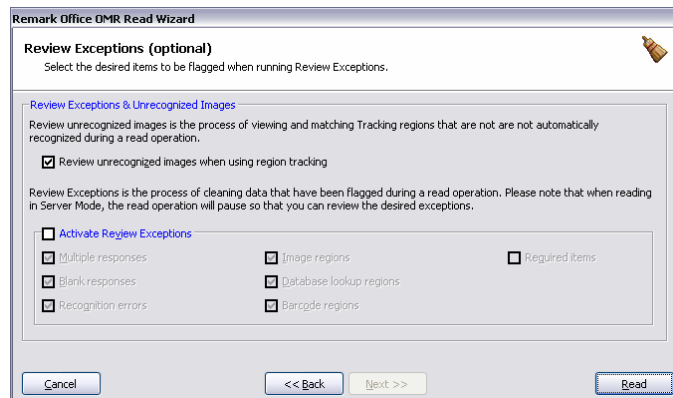 Remark Office OMR Read Wizard
Review Exceptions (optional)
Select the desired items to be flagged when running Review Exceptions.
Review Exceptions & Unrecognized Images
Review unrecognized images is the process of viewing and matching Tracking regions that are not are not automatically
recognized during a read operation.
Review unrecognized images when using region tracking
Review Exceptions is the process of cleaning data that have been flagged during a read operation. Please note that when reading
in Server Mode, the read operation will pause so that you can review the desired exceptions.
Activate Review Exceptions
Multiple responses Image regions Required items
Blank responses Database lookup regions
Recognition errors Barcode regions
Cancel << Back Next >> Read